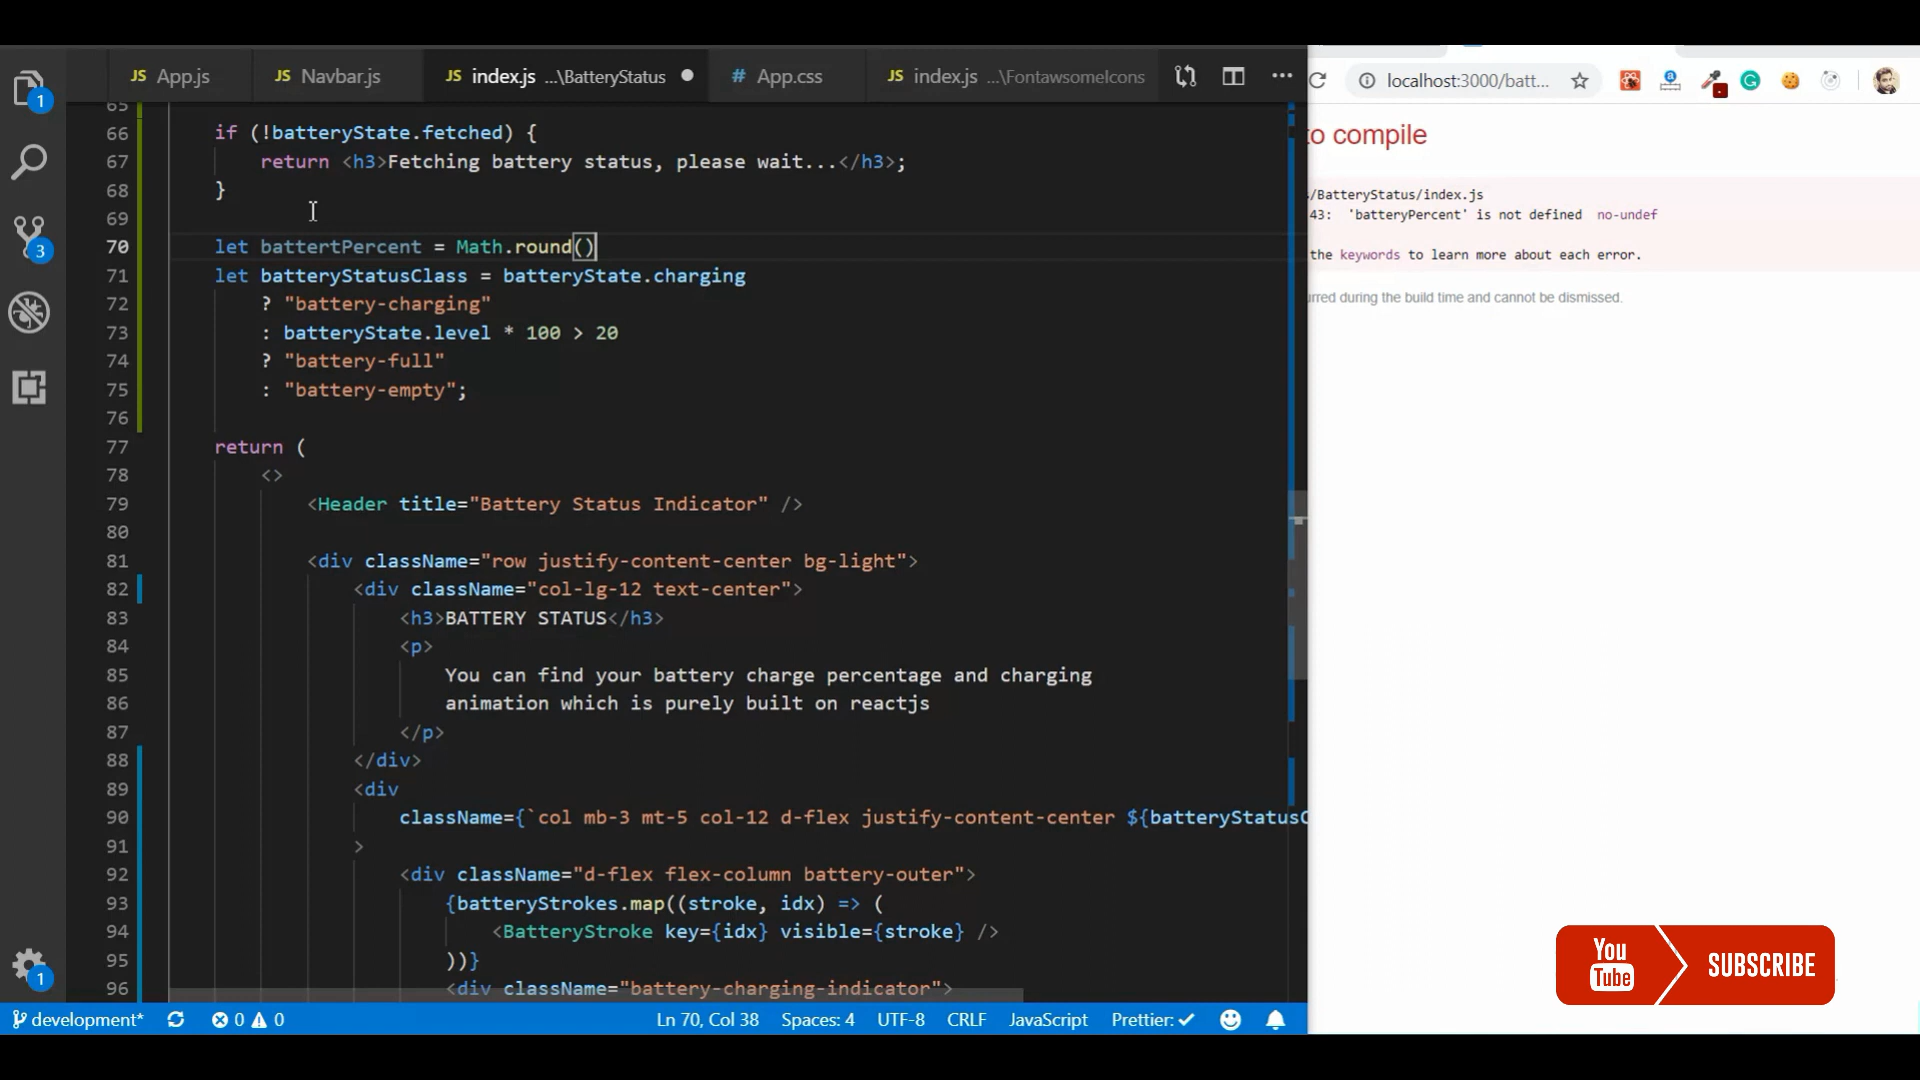 JS App.js
JS Navbar.js
JS index.js ...\BatteryStatus
# App.css
JS index.js ...\FontawsomeIcons
localhost:3000/batt...
65
66 if (!batteryState.fetched) {
67 return <h3>Fetching battery status, please wait...</h3>;
68 }
69
70 let battertPercent = Math.round()
71 let batteryStatusClass = batteryState.charging
72 ? "battery-charging"
73 : batteryState.level * 100 > 20
74 ? "battery-full"
75 : "battery-empty";
76
77 return (
78 <>
79 <Header title="Battery Status Indicator" />
80
81 <div className="row justify-content-center bg-light">
82 <div className="col-lg-12 text-center">
83 <h3>BATTERY STATUS</h3>
84 <p>
85 You can find your battery charge percentage and charging
86 animation which is purely built on reactjs
87 </p>
88 </div>
89 <div
90 className={`col mb-3 mt-5 col-12 d-flex justify-content-center ${batteryStatusC
91 >
92 <div className="d-flex flex-column battery-outer">
93 {batteryStrokes.map((stroke, idx) => (
94 <BatteryStroke key={idx} visible={stroke} />
95 ))}
96 <div className="battery-charging-indicator">
1
3
1
to compile
/BatteryStatus/index.js
43: 'batteryPercent' is not defined no-undef
the keywords to learn more about each error.
rred during the build time and cannot be dismissed.
You
Tube
SUBSCRIBE
development* 0 0 Ln 70, Col 38 Spaces: 4 UTF-8 CRLF JavaScript Prettier: ✓